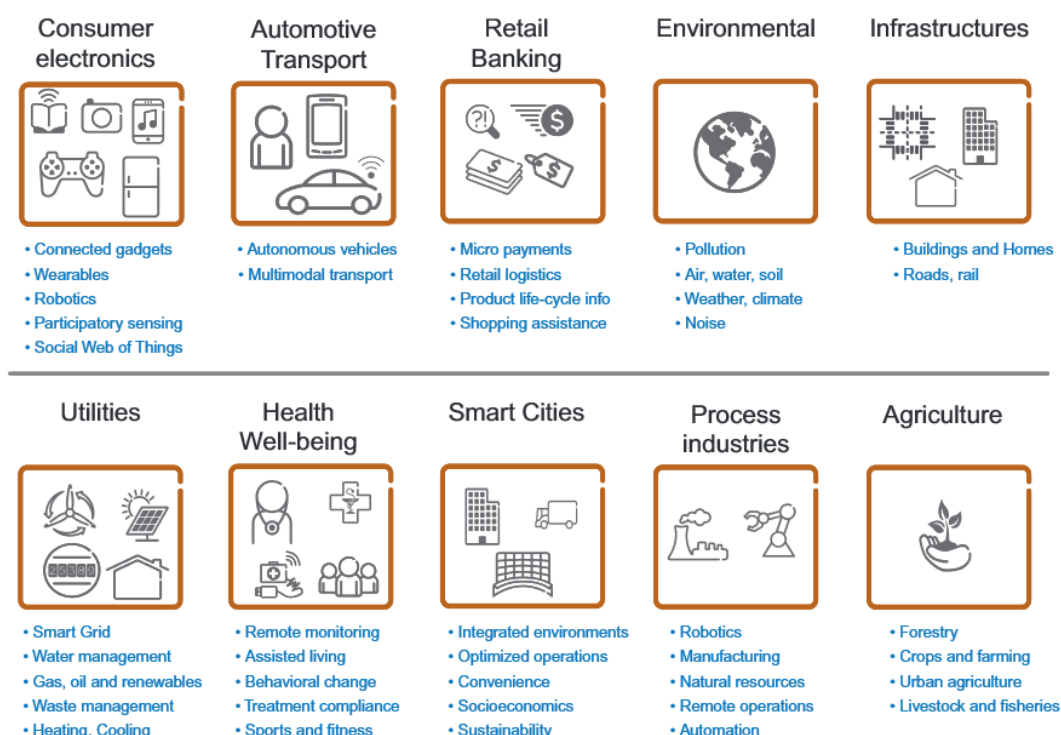 Consumer
electronics
Automotive
Transport
Retail
Banking
Environmental
Infrastructures
?!
$
$
$
• Connected gadgets
• Wearables
• Robotics
• Participatory sensing
• Social Web of Things
• Autonomous vehicles
• Multimodal transport
• Micro payments
• Retail logistics
• Product life-cycle info
• Shopping assistance
• Pollution
• Air, water, soil
• Weather, climate
• Noise
• Buildings and Homes
• Roads, rail
Utilities
Health
Well-being
Smart Cities
Process
industries
Agriculture
25390
• Smart Grid
• Water management
• Gas, oil and renewables
• Waste management
• Heating, Cooling
• Remote monitoring
• Assisted living
• Behavioral change
• Treatment compliance
• Sports and fitness
• Integrated environments
• Optimized operations
• Convenience
• Socioeconomics
• Sustainability
• Robotics
• Manufacturing
• Natural resources
• Remote operations
• Automation
• Forestry
• Crops and farming
• Urban agriculture
• Livestock and fisheries